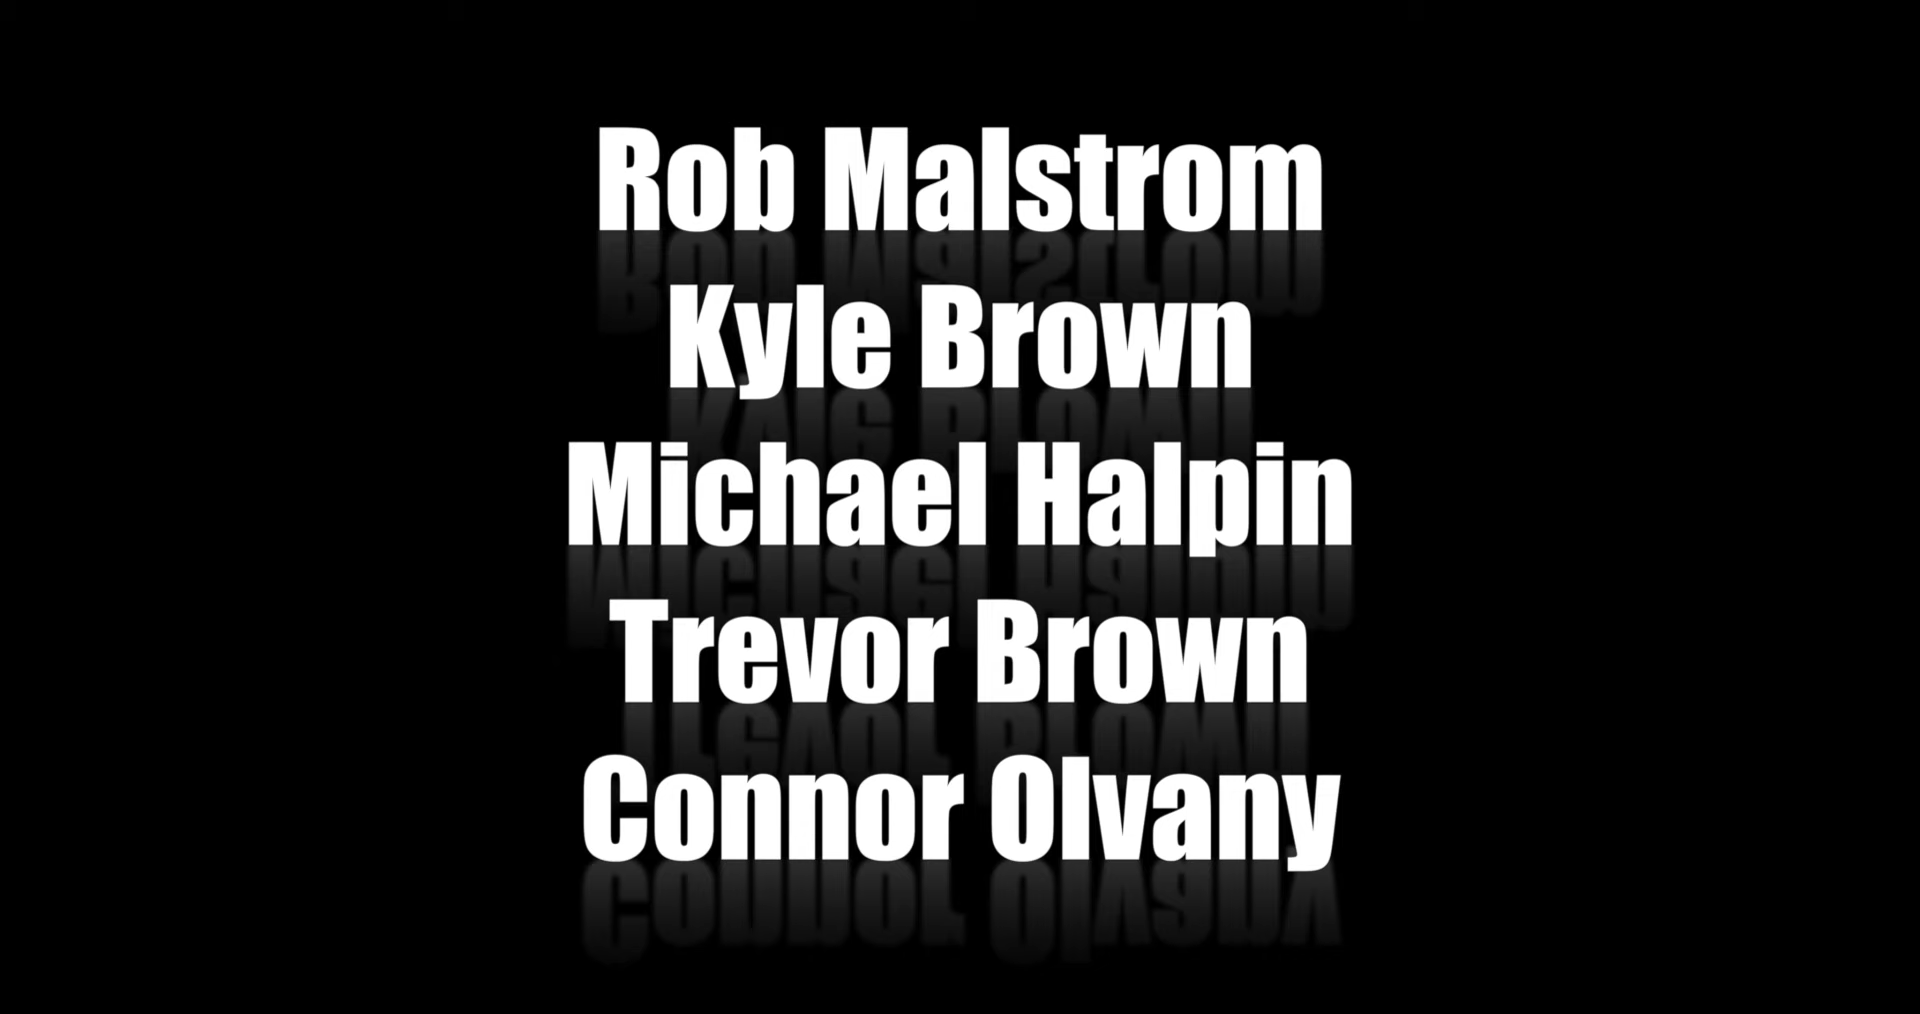 Rob Malstrom
Kyle Brown
Michael Halpin
Trevor Brown
Connor Olvany